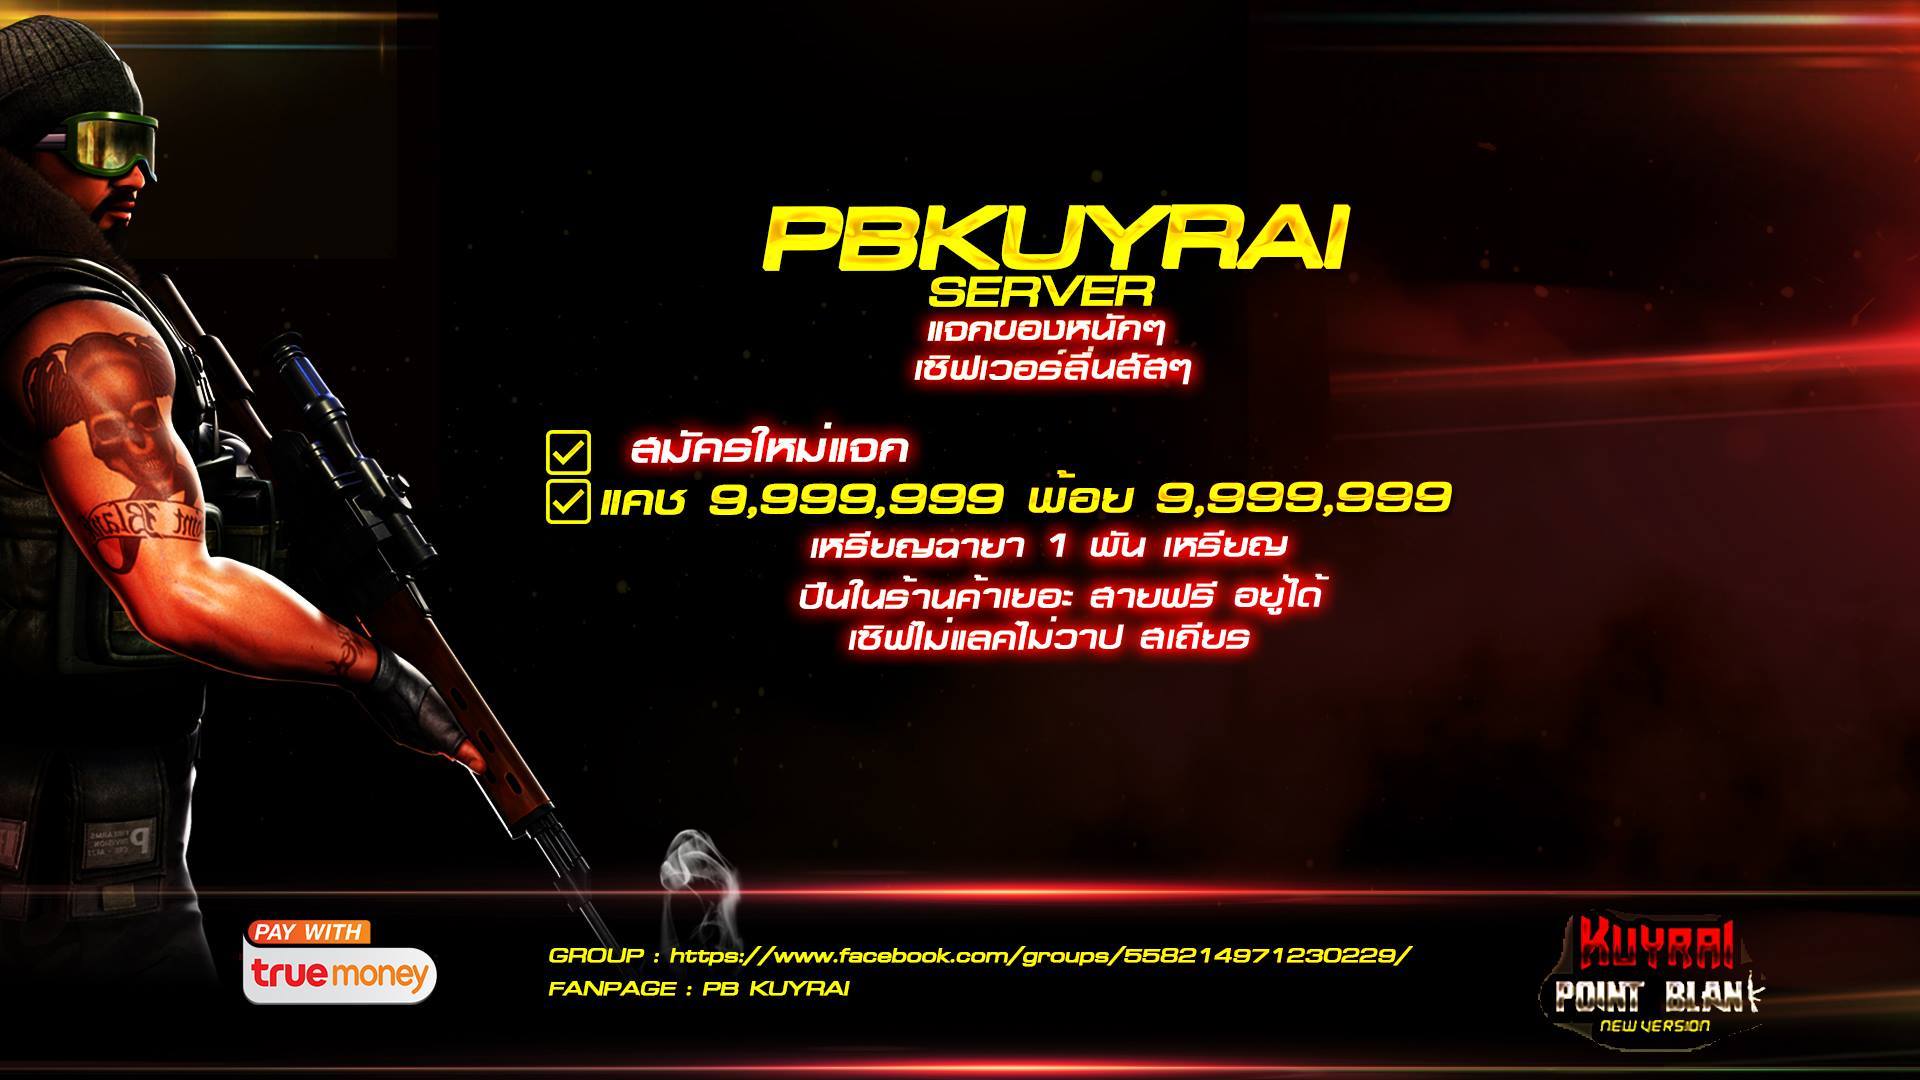 PBKUYRAI
SERVER
แจกของหนักๆ
เซิฟเวอร์ลื่นสัสๆ
สมัครใหม่แจก
แคช 9,999,999 พ้อย 9,999,999
เหรียญฉายา 1 พัน เหรียญ
ปืนในร้านค้าเยอะ สายฟรี อยู่ได้
เซิฟไม่แลคไม่วาป สเถียร
PAY WITH
truemoney
GROUP : https://www.facebook.com/groups/558214971230229/
FANPAGE : PB KUYRAI
KUYRAI
POINT BLANK
NEW VERSION